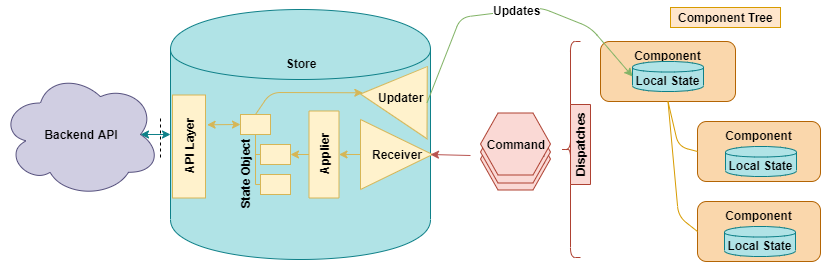 Updates
Component Tree
Store
Component
Local State
Updater
Backend API
API Layer
State Object
Applier
Receiver
Command
Dispatches
Component
Local State
Component
Local State